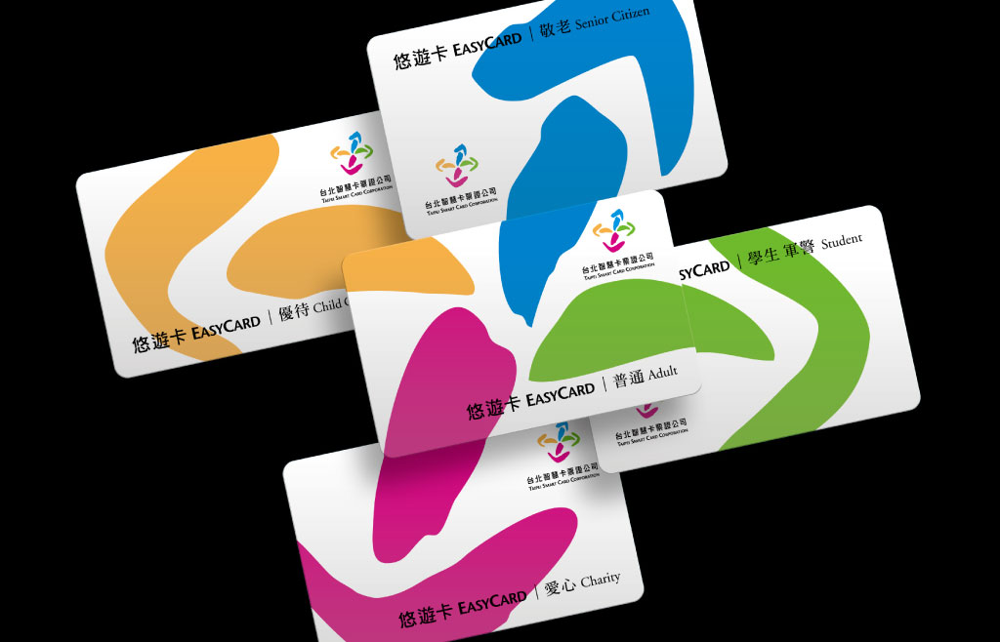 悠遊卡 EASYCARD | 敬老 Senior Citizen
台北智慧卡票證公司
TAIPEI SMART CARD CORPORATION
台北智慧卡票證公司
TAIPEI SMART CARD CORPORATION
悠遊卡 EASYCARD | 優待 Child
台北智慧卡票證公司
TAIPEI SMART CARD CORPORATION
悠遊卡 EASYCARD | 普通 Adult
SYCARD | 學生 軍警 Student
台北智慧卡票證公司
TAIPEI SMART CARD CORPORATION
台北智慧卡票證公司
TAIPEI SMART CARD CORPORATION
悠遊卡 EASYCARD | 愛心 Charity